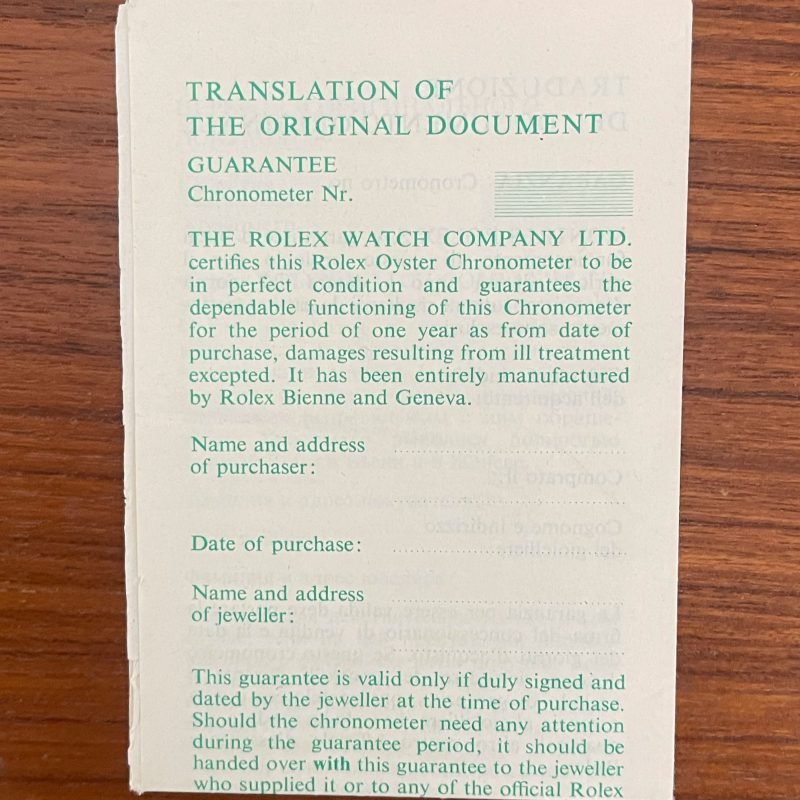 TRANSLATION OF
THE ORIGINAL DOCUMENT
GUARANTEE
Chronometer Nr.
THE ROLEX WATCH COMPANY LTD.
certifies this Rolex Oyster Chronometer to be
in perfect condition and guarantees the
dependable functioning of this Chronometer
for the period of one year as from date of
purchase, damages resulting from ill treatment
excepted. It has been entirely manufactured
by Rolex Bienne and Geneva.
Name and address
of purchaser:
Date of purchase:
Name and address
of jeweller:
This guarantee is valid only if duly signed and
dated by the jeweller at the time of purchase.
Should the chronometer need any attention
during the guarantee period, it should be
handed over with this guarantee to the jeweller
who supplied it or to any of the official Rolex